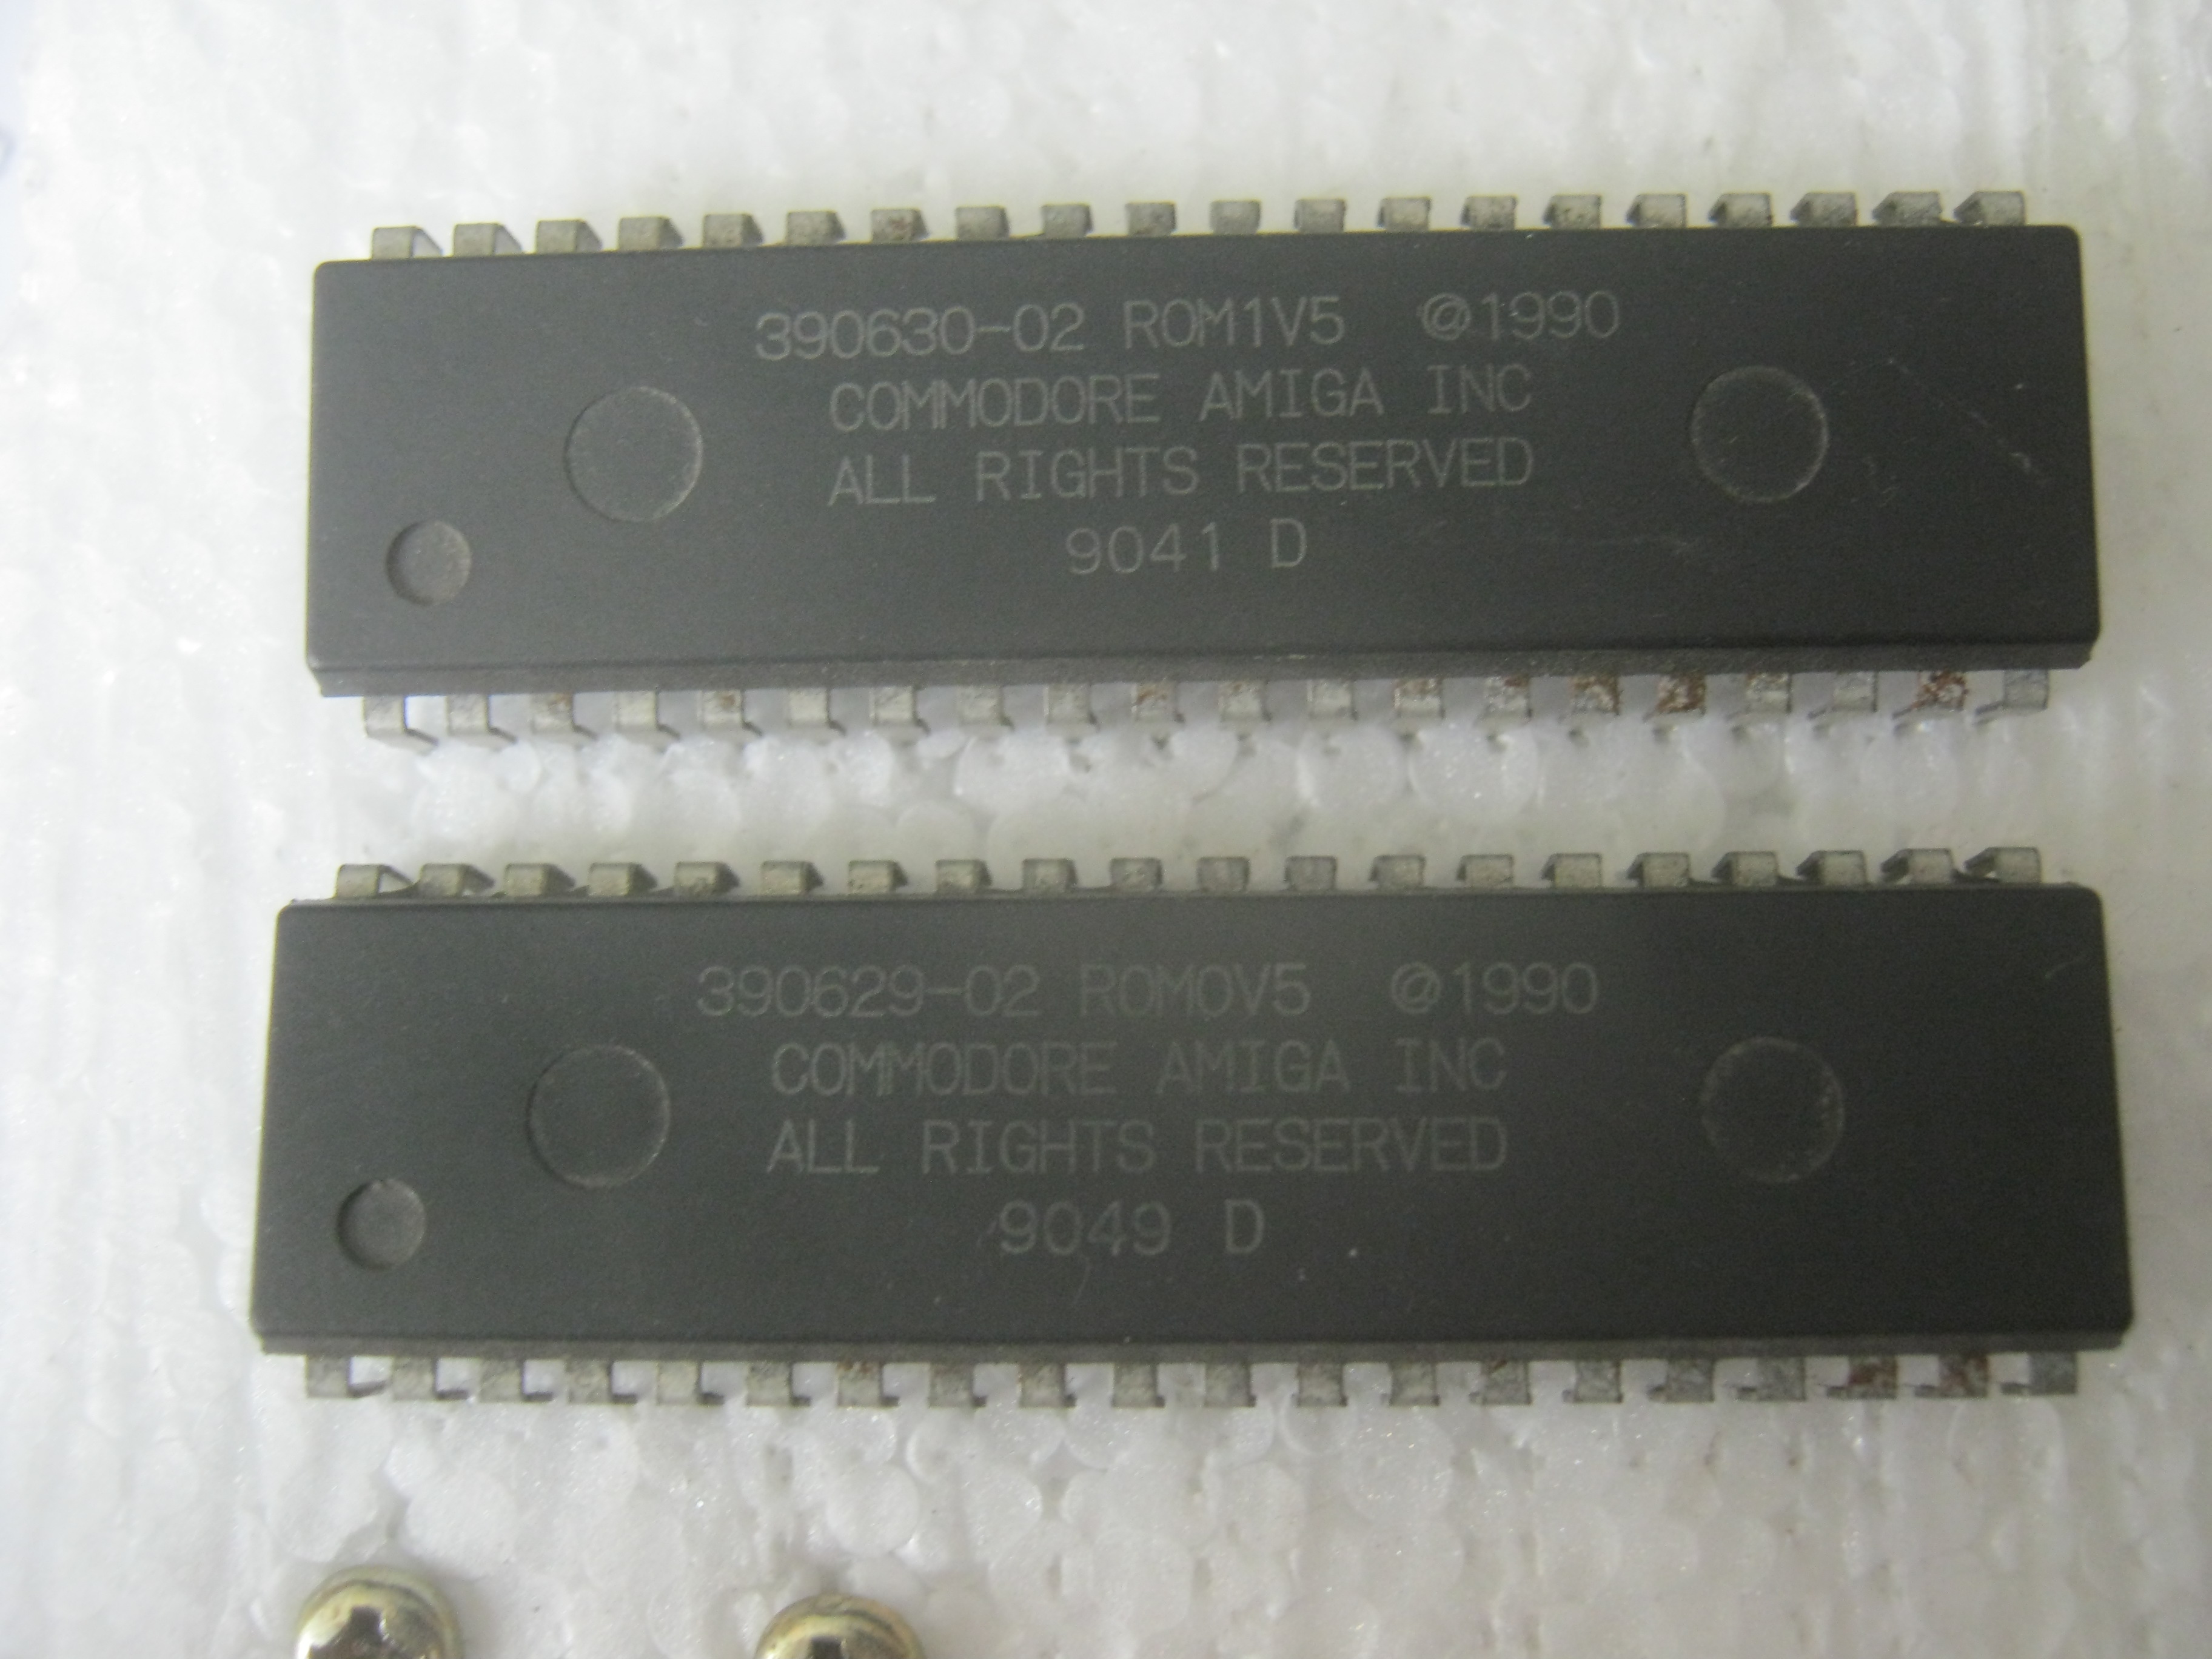 390630-02 ROM1V5 @1990
COMMODORE AMIGA INC
ALL RIGHTS RESERVED
9041 D
390629-02 ROM0V5 @1990
COMMODORE AMIGA INC
ALL RIGHTS RESERVED
9049 D